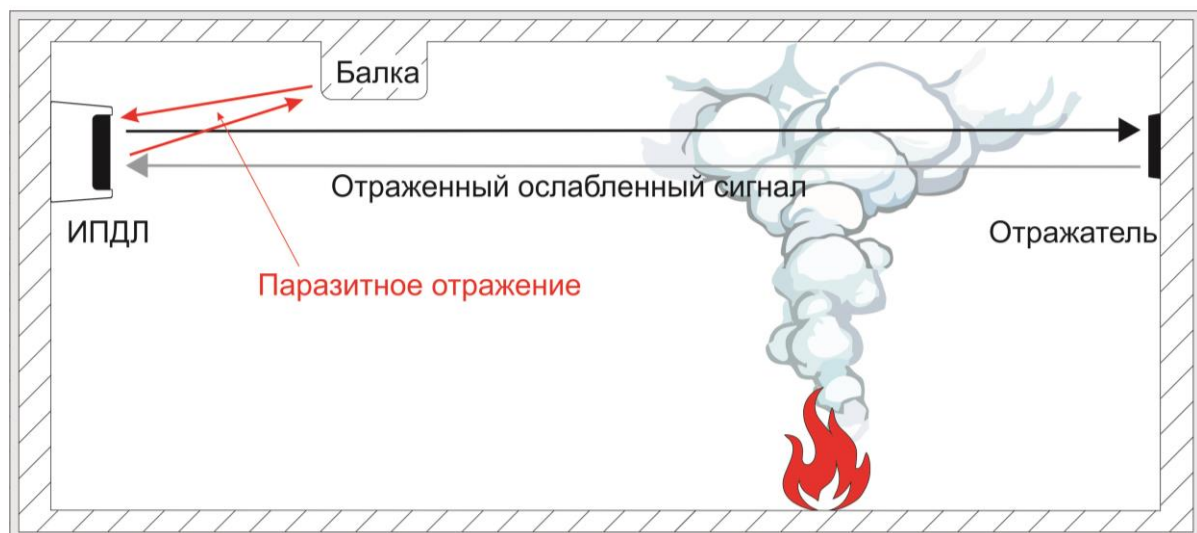 Балка
Отраженный ослабленный сигнал
ИПДЛ
Отражатель
Паразитное отражение